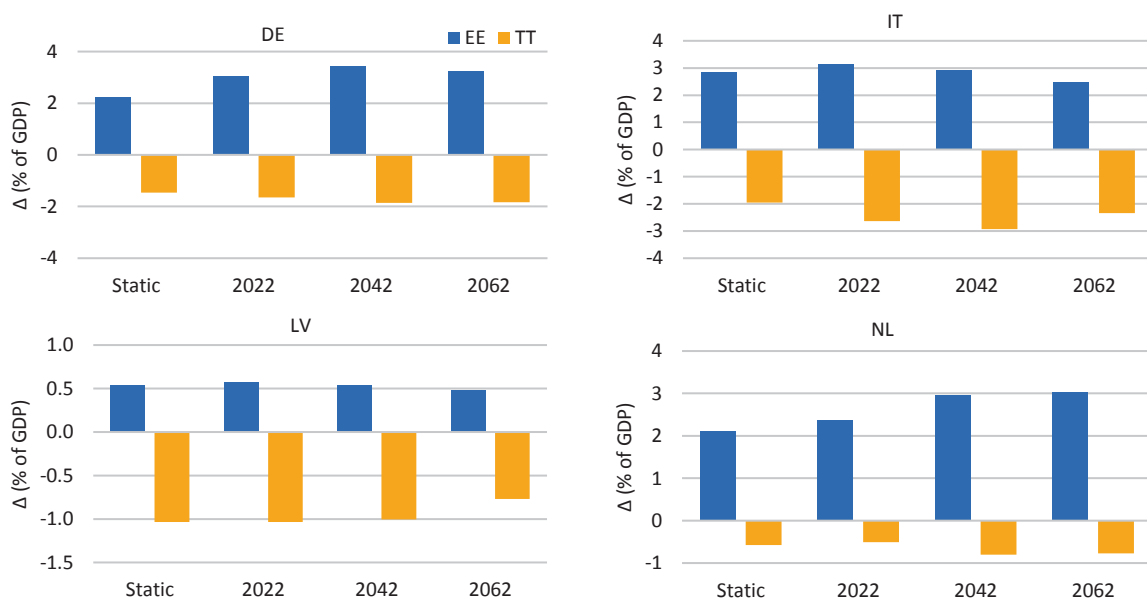 DE
EE TT
Δ (% of GDP)
4
2
0
-2
-4
Static 2022 2042 2062
IT
Δ (% of GDP)
4
3
2
1
0
-1
-2
-3
-4
Static 2022 2042 2062
LV
Δ (% of GDP)
1.0
0.5
0.0
-0.5
-1.0
-1.5
Static 2022 2042 2062
NL
Δ (% of GDP)
4
3
2
1
0
-1
Static 2022 2042 2062